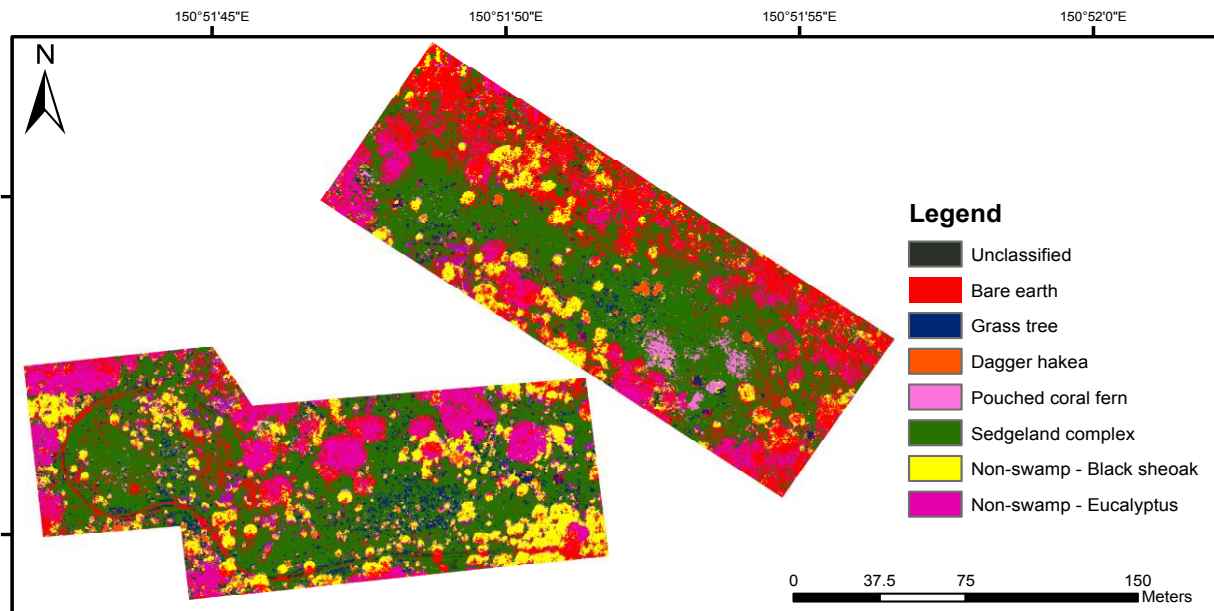 150°51'45"E 150°51'50"E 150°51'55"E 150°52'0"E
N
Legend
Unclassified
Bare earth
Grass tree
Dagger hakea
Pouched coral fern
Sedgeland complex
Non-swamp - Black sheoak
Non-swamp - Eucalyptus
0 37.5 75 150
Meters